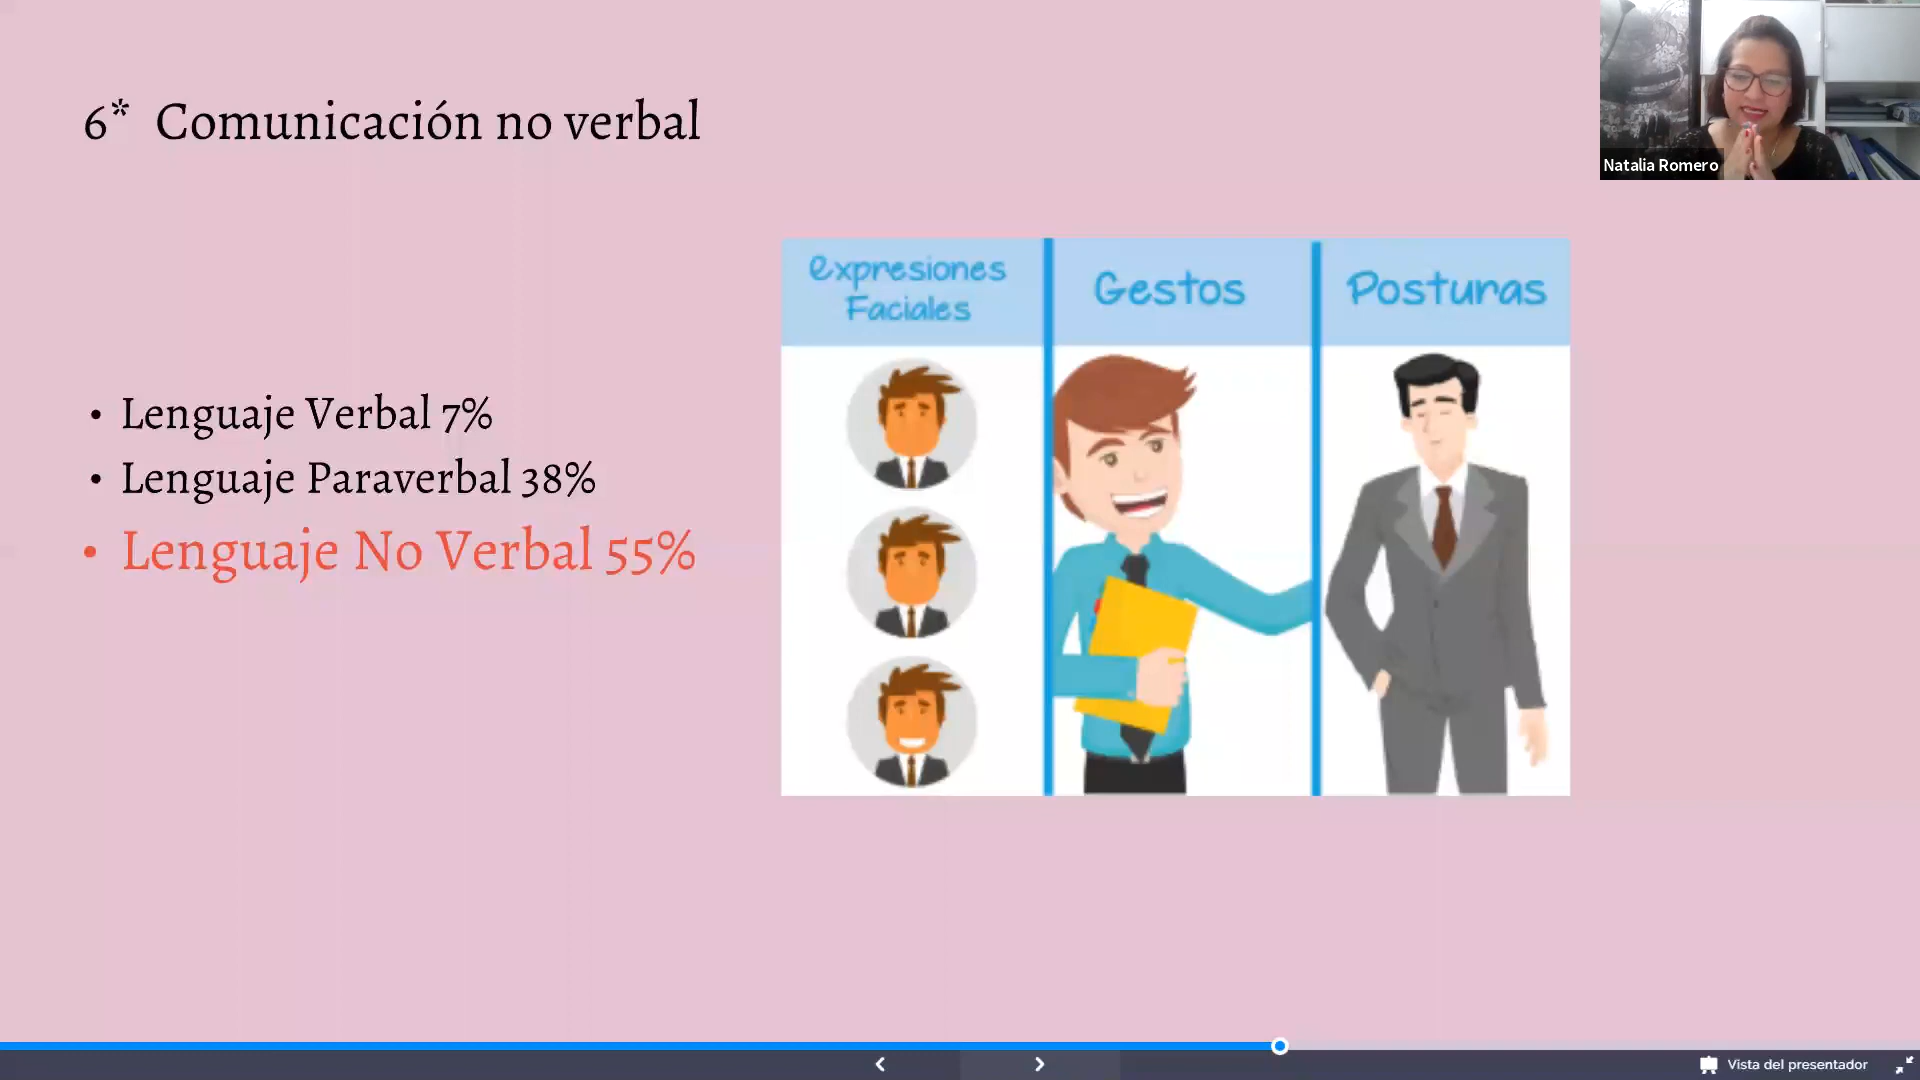 6* Comunicación no verbal
Natalia Romero
Expresiones
Faciales
Gestos
Posturas
• Lenguaje Verbal 7%
• Lenguaje Paraverbal 38%
• Lenguaje No Verbal 55%
Vista del presentador